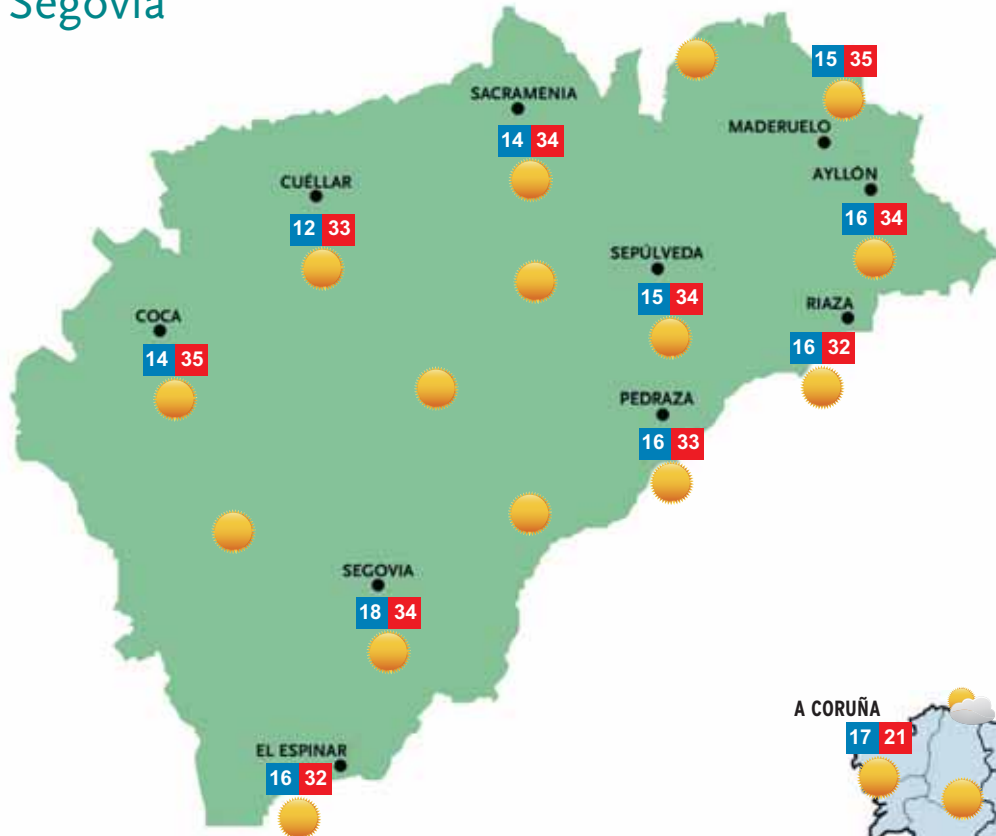 Segovia
15 35
SACRAMENIA
14 34
MADERUELO
CUÉLLAR
12 33
AYLLÓN
16 34
SEPÚLVEDA
15 34
RIAZA
16 32
COCA
14 35
PEDRAZA
16 33
SEGOVIA
18 34
A CORUÑA
17 21
EL ESPINAR
16 32